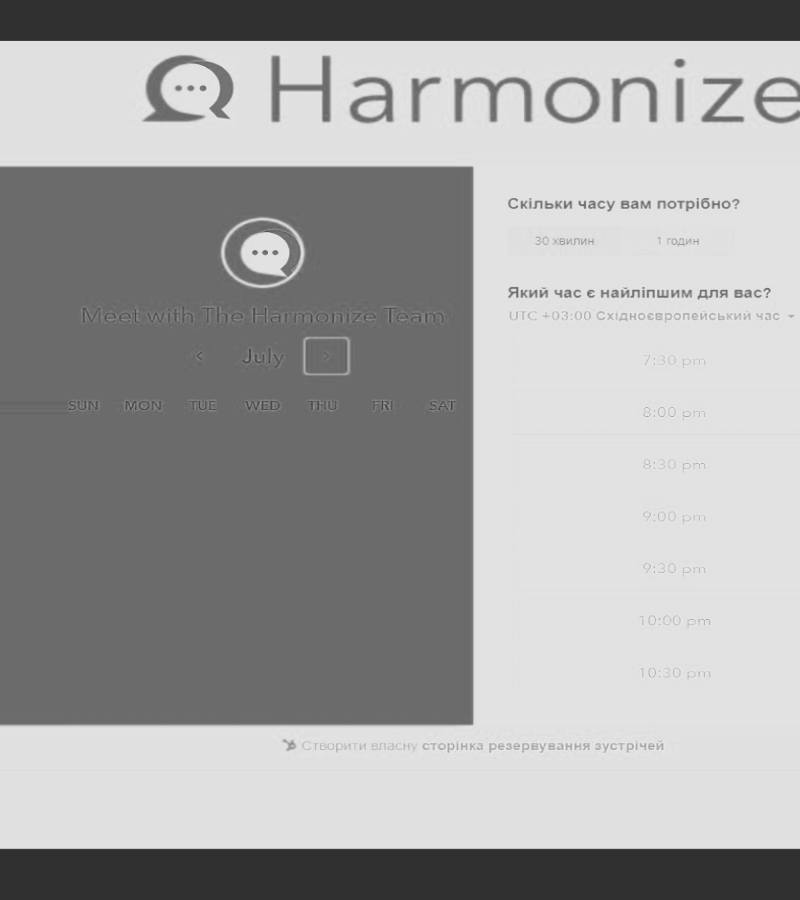 Harmonize
Meet with The Harmonize Team
July
SUN MON TUE WED THU FRI SAT
Скільки часу вам потрібно?
30 хвилин 1 годин
Який час є найліпшим для вас?
UTC +03:00 Східноєвропейський час
7:30 pm
8:00 pm
8:30 pm
9:00 pm
9:30 pm
10:00 pm
10:30 pm
Створити власну сторінка резервування зустрічей